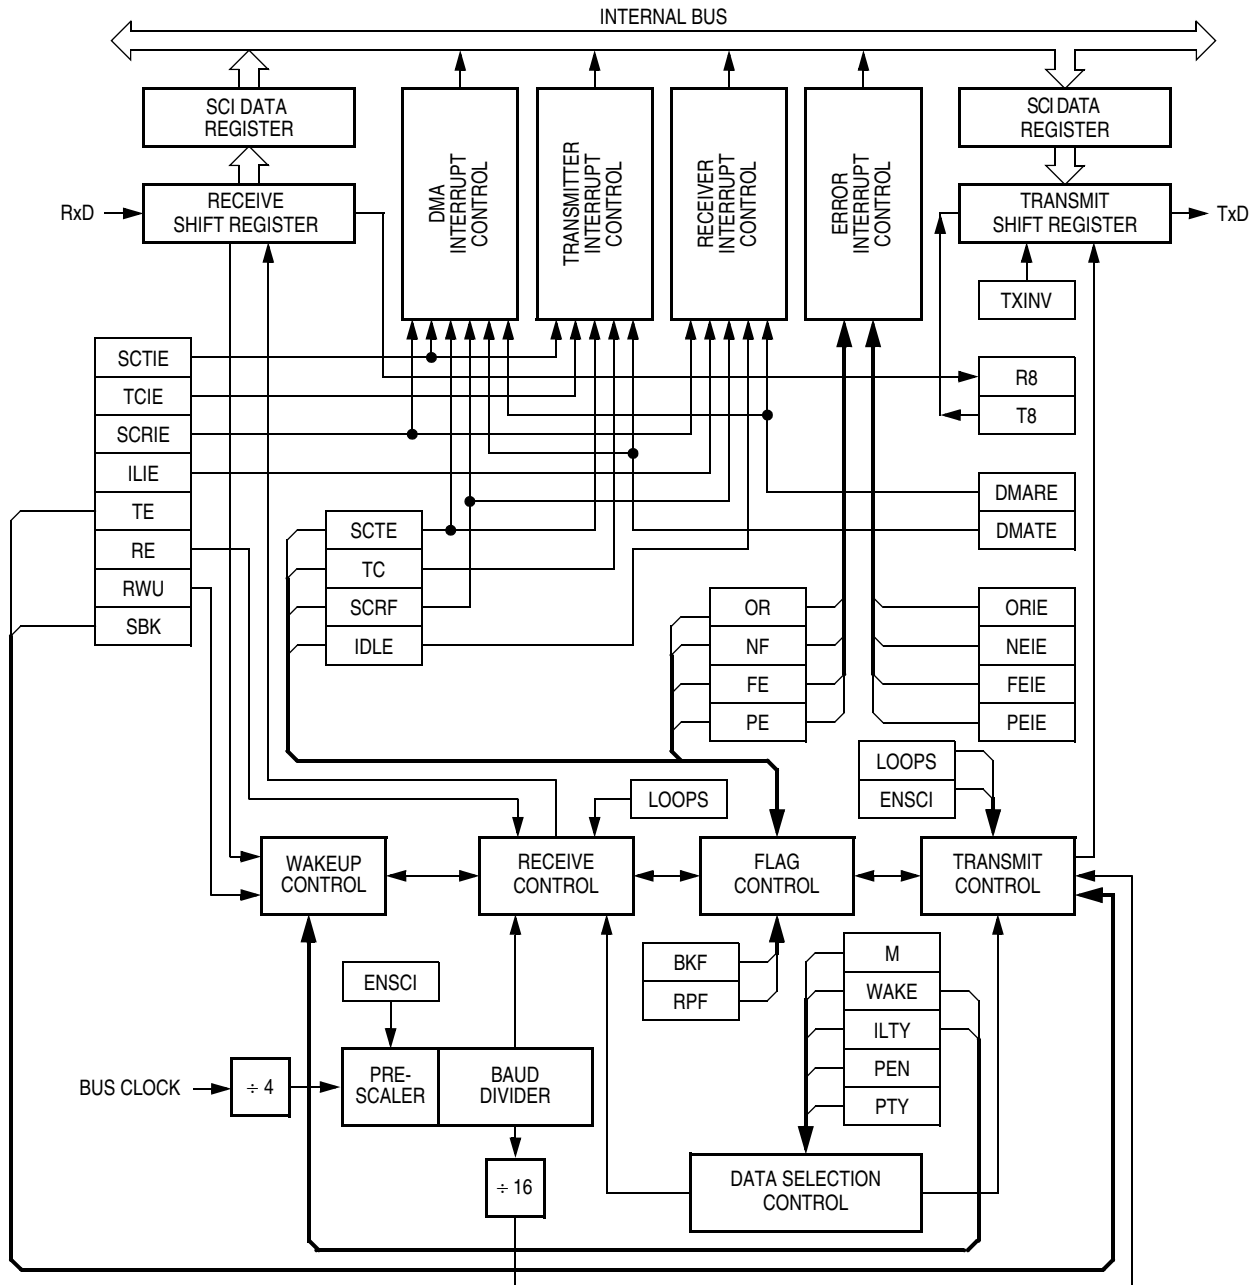 INTERNAL BUS
SCI DATA
REGISTER
RECEIVE
SHIFT REGISTER
RxD
DMA
INTERRUPT
CONTROL
TRANSMITTER
INTERRUPT
CONTROL
RECEIVER
INTERRUPT
CONTROL
ERROR
INTERRUPT
CONTROL
SCI DATA
REGISTER
TRANSMIT
SHIFT REGISTER
TxD
TXINV
SCTIE
TCIE
SCRIE
ILIE
TE
RE
RWU
SBK
R8
T8
DMARE
DMATE
SCTE
TC
SCRF
IDLE
OR
NF
FE
PE
ORIE
NEIE
FEIE
PEIE
LOOPS
ENSCI
LOOPS
WAKEUP
CONTROL
RECEIVE
CONTROL
FLAG
CONTROL
TRANSMIT
CONTROL
BKF
RPF
M
WAKE
ILTY
PEN
PTY
ENSCI
BUS CLOCK
÷ 4
PRE-
SCALER
BAUD
DIVIDER
÷ 16
DATA SELECTION
CONTROL